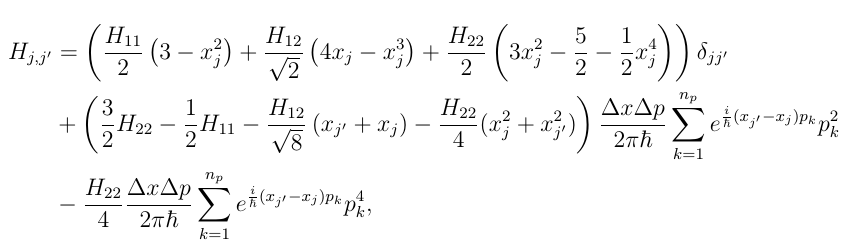 $H_{j,j'} = \left( \frac{H_{11}}{2} \left( 3 - x_j^2 \right) + \frac{H_{12}}{\sqrt{2}} \left( 4x_j - x_j^3 \right) + \frac{H_{22}}{2} \left( 3x_j^2 - \frac{5}{2} - \frac{1}{2} x_j^4 \right) \right) \delta_{jj'}$
$+ \left( \frac{3}{2} H_{22} - \frac{1}{2} H_{11} - \frac{H_{12}}{\sqrt{8}} \left( x_{j'} + x_j \right) - \frac{H_{22}}{4} (x_j^2 + x_{j'}^2) \right) \frac{\Delta x \Delta p}{2\pi\hbar} \sum_{k=1}^{n_p} e^{\frac{i}{\hbar}(x_{j'} - x_j) p_k} p_k^2$
$- \frac{H_{22}}{4} \frac{\Delta x \Delta p}{2\pi\hbar} \sum_{k=1}^{n_p} e^{\frac{i}{\hbar}(x_{j'} - x_j) p_k} p_k^4,$